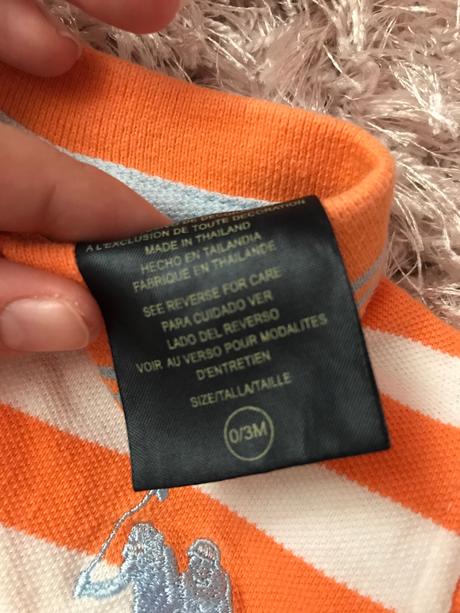 À L'EXCLUSION DE TOUTE DECORATION
MADE IN THAILAND
HECHO EN TAILANDIA
FABRIQUE EN THAILANDE
SEE REVERSE FOR CARE
PARA CUIDADO VER
LADO DEL REVERSO
VOIR AU VERSO POUR MODALITES
D'ENTRETIEN
SIZE/TALLA/TAILLE
0/3M